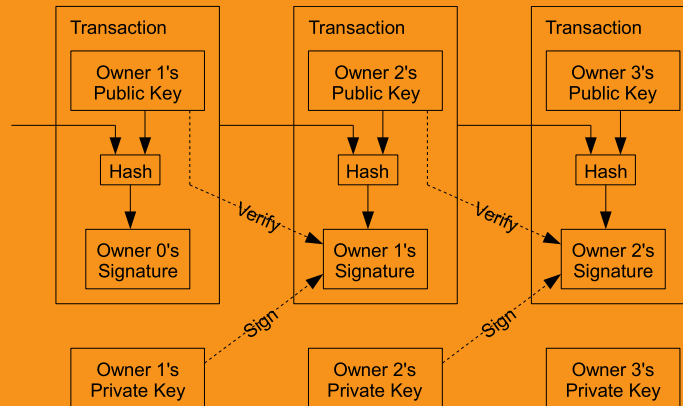 Transaction
Owner 1's
Public Key
Hash
Owner 0's
Signature
Transaction
Owner 2's
Public Key
Hash
Verify
Owner 1's
Signature
Transaction
Owner 3's
Public Key
Hash
Verify
Owner 2's
Signature
Sign
Sign
Owner 1's
Private Key
Owner 2's
Private Key
Owner 3's
Private Key